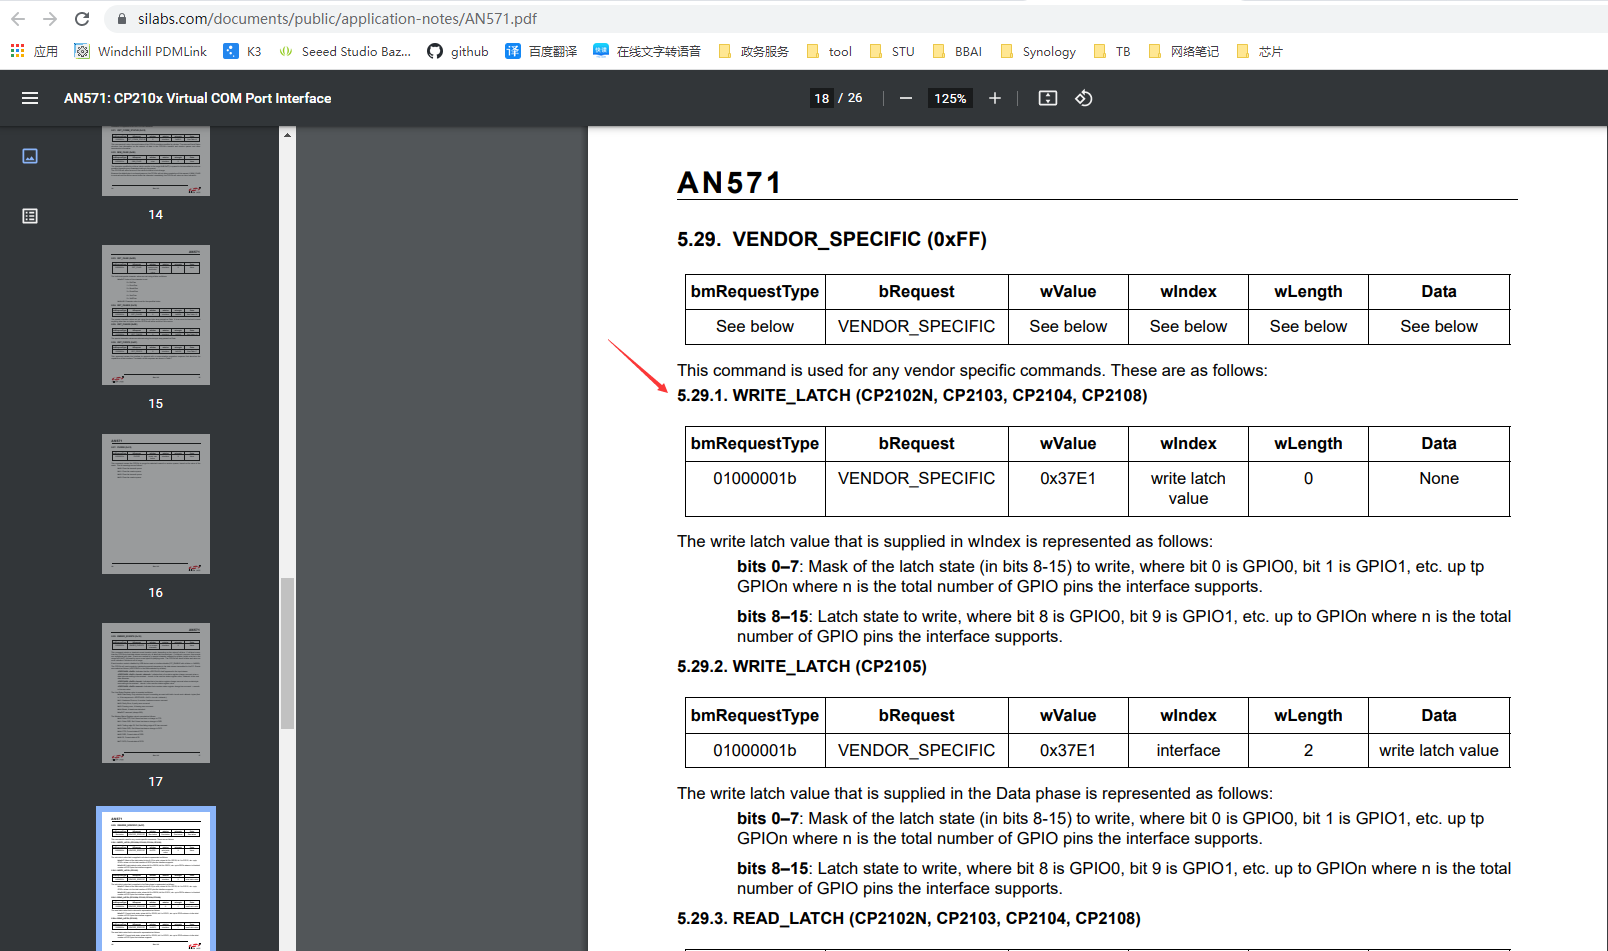 silabs.com/documents/public/application-notes/AN571.pdf
应用 Windchill PDMLink K3 Seeed Studio Baz... github 译 百度翻译 在线文字转语音 政务服务 tool STU BBAI Synology TB 网络笔记 芯片
AN571: CP210x Virtual COM Port Interface 18 / 26 125%
14
15
16
17
AN571
5.29. VENDOR_SPECIFIC (0xFF)
bmRequestType bRequest wValue wIndex wLength Data
See below VENDOR_SPECIFIC See below See below See below See below
This command is used for any vendor specific commands. These are as follows:
5.29.1. WRITE_LATCH (CP2102N, CP2103, CP2104, CP2108)
bmRequestType bRequest wValue wIndex wLength Data
01000001b VENDOR_SPECIFIC 0x37E1 write latch 0 None
value
The write latch value that is supplied in wIndex is represented as follows:
bits 0–7: Mask of the latch state (in bits 8-15) to write, where bit 0 is GPIO0, bit 1 is GPIO1, etc. up tp
GPIOn where n is the total number of GPIO pins the interface supports.
bits 8–15: Latch state to write, where bit 8 is GPIO0, bit 9 is GPIO1, etc. up to GPIOn where n is the total
number of GPIO pins the interface supports.
5.29.2. WRITE_LATCH (CP2105)
bmRequestType bRequest wValue wIndex wLength Data
01000001b VENDOR_SPECIFIC 0x37E1 interface 2 write latch value
The write latch value that is supplied in the Data phase is represented as follows:
bits 0–7: Mask of the latch state (in bits 8-15) to write, where bit 0 is GPIO0, bit 1 is GPIO1, etc. up tp
GPIOn where n is the total number of GPIO pins the interface supports.
bits 8–15: Latch state to write, where bit 8 is GPIO0, bit 9 is GPIO1, etc. up to GPIOn where n is the total
number of GPIO pins the interface supports.
5.29.3. READ_LATCH (CP2102N, CP2103, CP2104, CP2108)